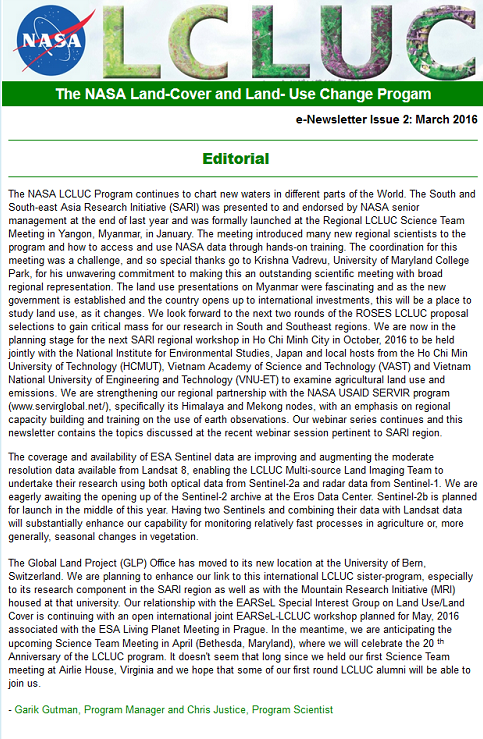 NASA
LCLUC
The NASA Land-Cover and Land- Use Change Progam
e-Newsletter Issue 2: March 2016
Editorial
The NASA LCLUC Program continues to chart new waters in different parts of the World. The South and
South-east Asia Research Initiative (SARI) was presented to and endorsed by NASA senior
management at the end of last year and was formally launched at the Regional LCLUC Science Team
Meeting in Yangon, Myanmar, in January. The meeting introduced many new regional scientists to the
program and how to access and use NASA data through hands-on training. The coordination for this
meeting was a challenge, and so special thanks go to Krishna Vadrevu, University of Maryland College
Park, for his unwavering commitment to making this an outstanding scientific meeting with broad
regional representation. The land use presentations on Myanmar were fascinating and as the new
government is established and the country opens up to international investments, this will be a place to
study land use, as it changes. We look forward to the next two rounds of the ROSES LCLUC proposal
selections to gain critical mass for our research in South and Southeast regions. We are now in the
planning stage for the next SARI regional workshop in Ho Chi Minh City in October, 2016 to be held
jointly with the National Institute for Environmental Studies, Japan and local hosts from the Ho Chi Min
University of Technology (HCMUT), Vietnam Academy of Science and Technology (VAST) and Vietnam
National University of Engineering and Technology (VNU-ET) to examine agricultural land use and
emissions. We are strengthening our regional partnership with the NASA USAID SERVIR program
(www.servirglobal.net/), specifically its Himalaya and Mekong nodes, with an emphasis on regional
capacity building and training on the use of earth observations. Our webinar series continues and this
newsletter contains the topics discussed at the recent webinar session pertinent to SARI region.
The coverage and availability of ESA Sentinel data are improving and augmenting the moderate
resolution data available from Landsat 8, enabling the LCLUC Multi-source Land Imaging Team to
undertake their research using both optical data from Sentinel-2a and radar data from Sentinel-1. We are
eagerly awaiting the opening up of the Sentinel-2 archive at the Eros Data Center. Sentinel-2b is planned
for launch in the middle of this year. Having two Sentinels and combining their data with Landsat data
will substantially enhance our capability for monitoring relatively fast processes in agriculture or, more
generally, seasonal changes in vegetation.
The Global Land Project (GLP) Office has moved to its new location at the University of Bern,
Switzerland. We are planning to enhance our link to this international LCLUC sister-program, especially
to its research component in the SARI region as well as with the Mountain Research Initiative (MRI)
housed at that university. Our relationship with the EARSeL Special Interest Group on Land Use/Land
Cover is continuing with an open international joint EARSeL-LCLUC workshop planned for May, 2016
associated with the ESA Living Planet Meeting in Prague. In the meantime, we are anticipating the
upcoming Science Team Meeting in April (Bethesda, Maryland), where we will celebrate the 20 th
Anniversary of the LCLUC program. It doesn't seem that long since we held our first Science Team
meeting at Airlie House, Virginia and we hope that some of our first round LCLUC alumni will be able to
join us.
- Garik Gutman, Program Manager and Chris Justice, Program Scientist